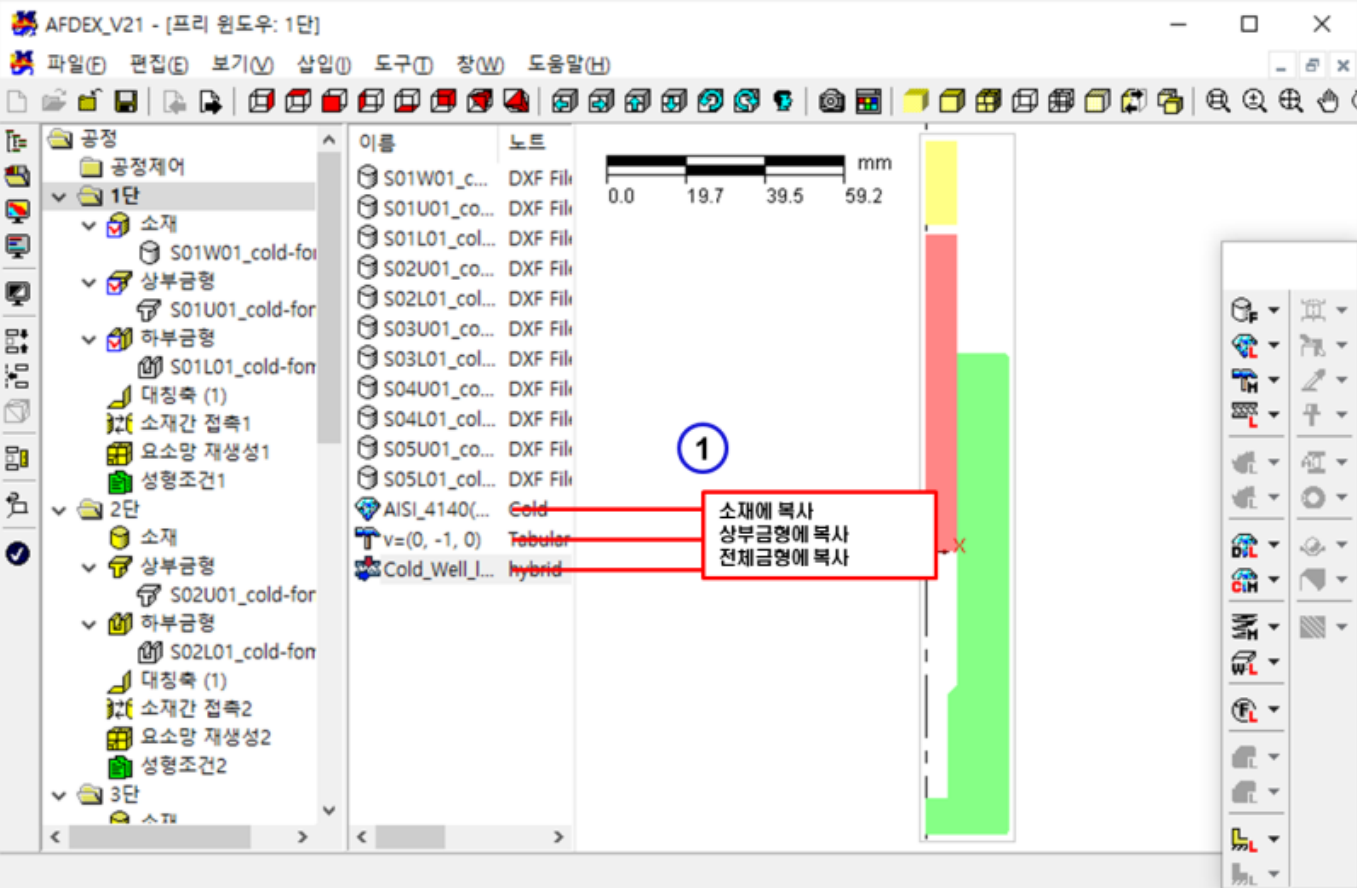 AFDEX_V21 - [프리 윈도우: 1단]
파일(F) 편집(E) 보기(V) 삽입(I) 도구(T) 창(W) 도움말(H)
공정
공정제어
1단
소재
S01W01_cold-for
상부금형
S01U01_cold-for
하부금형
S01L01_cold-fom
대칭축 (1)
소재간 접촉1
요소망 재생성1
성형조건1
2단
소재
상부금형
S02U01_cold-for
하부금형
S02L01_cold-fom
대칭축 (1)
소재간 접촉2
요소망 재생성2
성형조건2
3단
소재
이름 노트
S01W01_c... DXF File
S01U01_co... DXF File
S01L01_col... DXF File
S02U01_co... DXF File
S02L01_col... DXF File
S03U01_co... DXF File
S03L01_col... DXF File
S04U01_co... DXF File
S04L01_col... DXF File
S05U01_co... DXF File
S05L01_col... DXF File
AISI_4140(... Cold
v=(0, -1, 0) Tabular
Cold_Well_l... hybrid
mm
0.0 19.7 39.5 59.2
1
소재에 복사
상부금형에 복사
전체금형에 복사
X